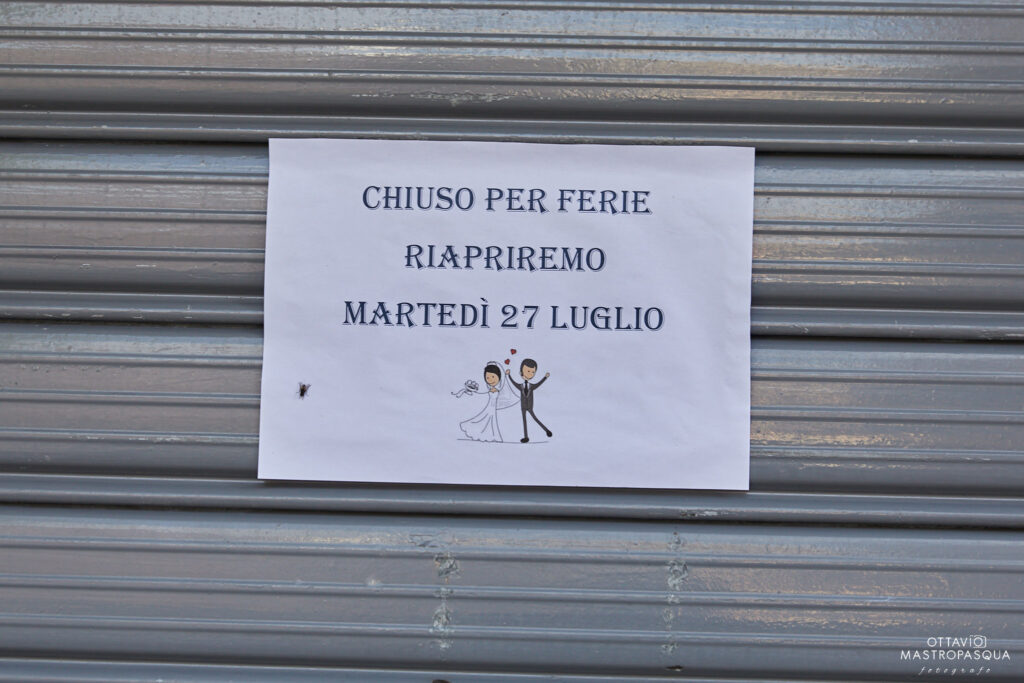 CHIUSO PER FERIE
RIAPRIREMO
MARTEDÌ 27 LUGLIO
OTTAVIO
MASTROPASQUA
fotografo